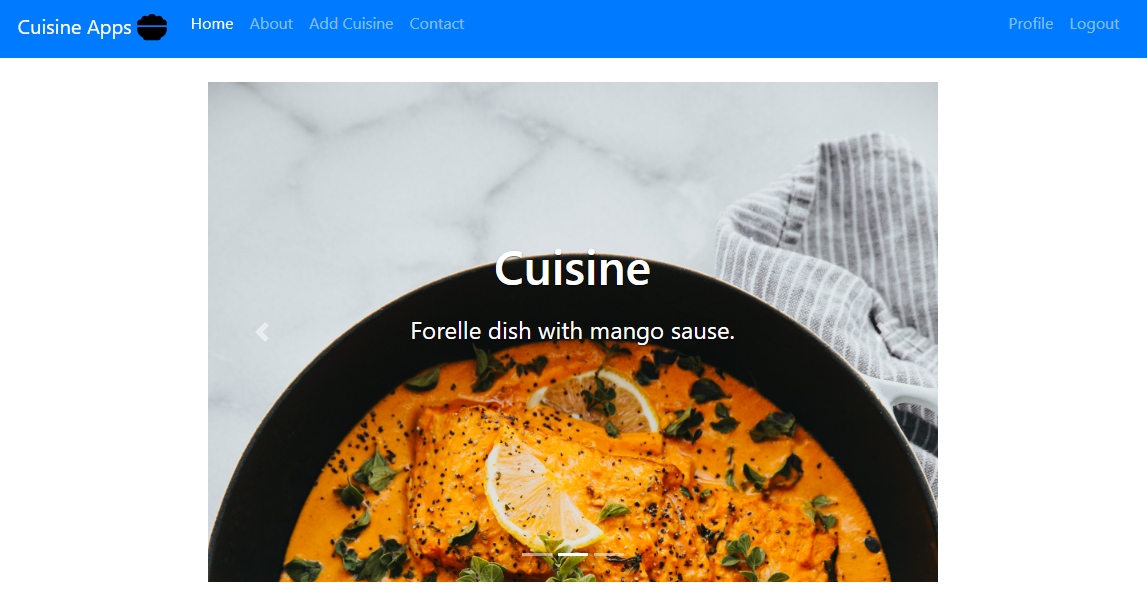 Cuisine Apps
Home About Add Cuisine Contact
Profile Logout
Cuisine
Forelle dish with mango sause.